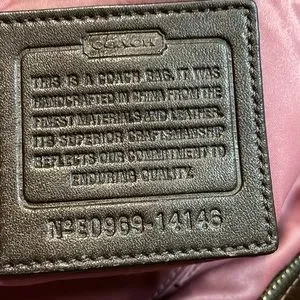 COACH
THIS IS A COACH BAG. IT WAS
HANDCRAFTED IN CHINA FROM THE
FINEST MATERIALS AND LEATHER.
ITS SUPERIOR CRAFTSMANSHIP
REFLECTS OUR COMMITMENT TO
ENDURING QUALITY.
Nº E0969-14146